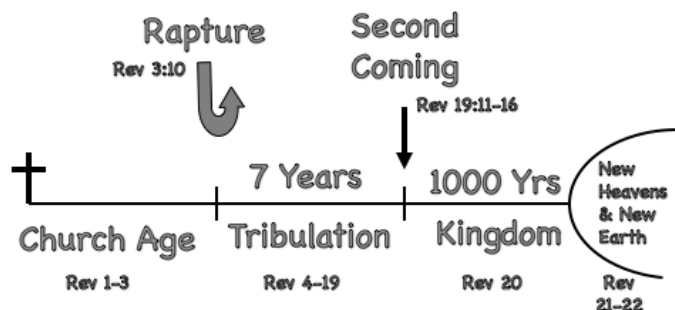 Rapture
Rev 3:10
Second
Coming
Rev 19:11-16
7 Years
1000 Yrs
New
Heavens
& New
Earth
Church Age
Tribulation
Kingdom
Rev 1-3
Rev 4-19
Rev 20
Rev
21-22